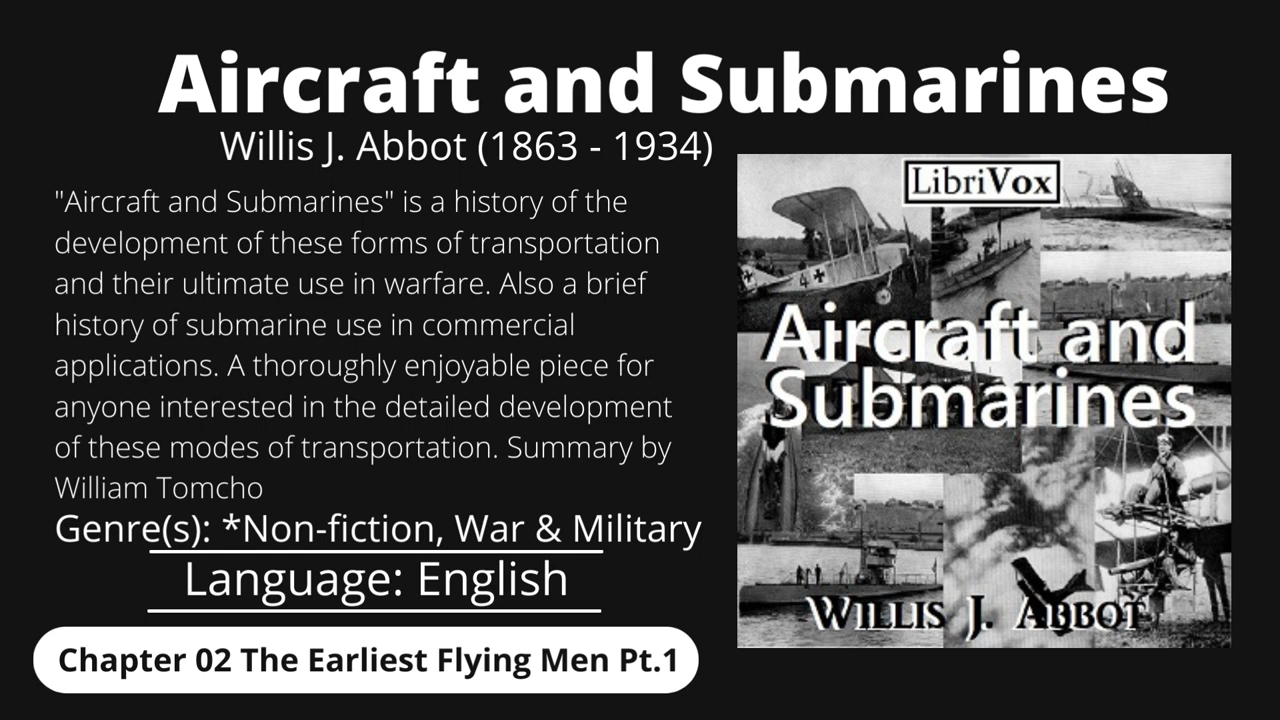 Aircraft and Submarines
Willis J. Abbot (1863 - 1934)
"Aircraft and Submarines" is a history of the
development of these forms of transportation
and their ultimate use in warfare. Also a brief
history of submarine use in commercial
applications. A thoroughly enjoyable piece for
anyone interested in the detailed development
of these modes of transportation. Summary by
William Tomcho
Genre(s): *Non-fiction, War & Military
Language: English
Chapter 02 The Earliest Flying Men Pt.1
LibriVox
4
Aircraft and
Submarines
WILLIS J. ABBOT